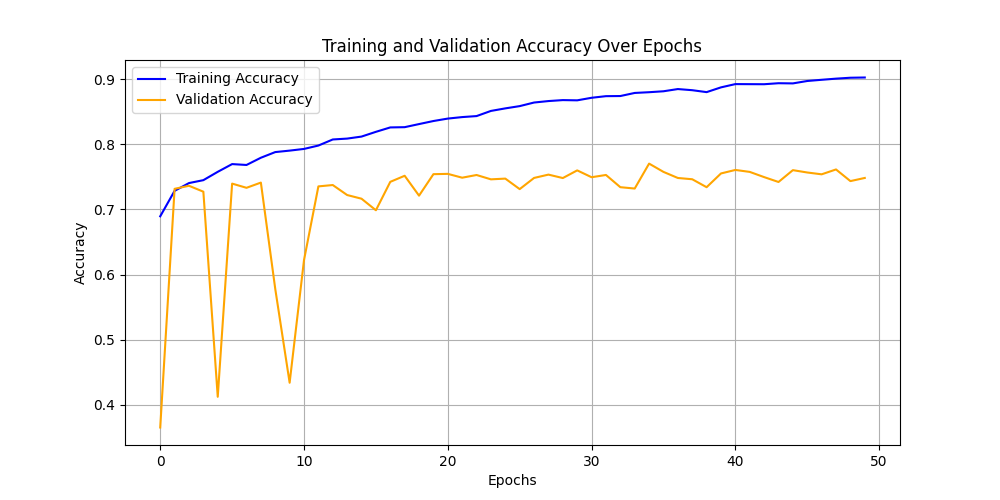 Training and Validation Accuracy Over Epochs
Training Accuracy
Validation Accuracy
0.9
0.8
0.7
0.6
0.5
0.4
Accuracy
0 10 20 30 40 50
Epochs